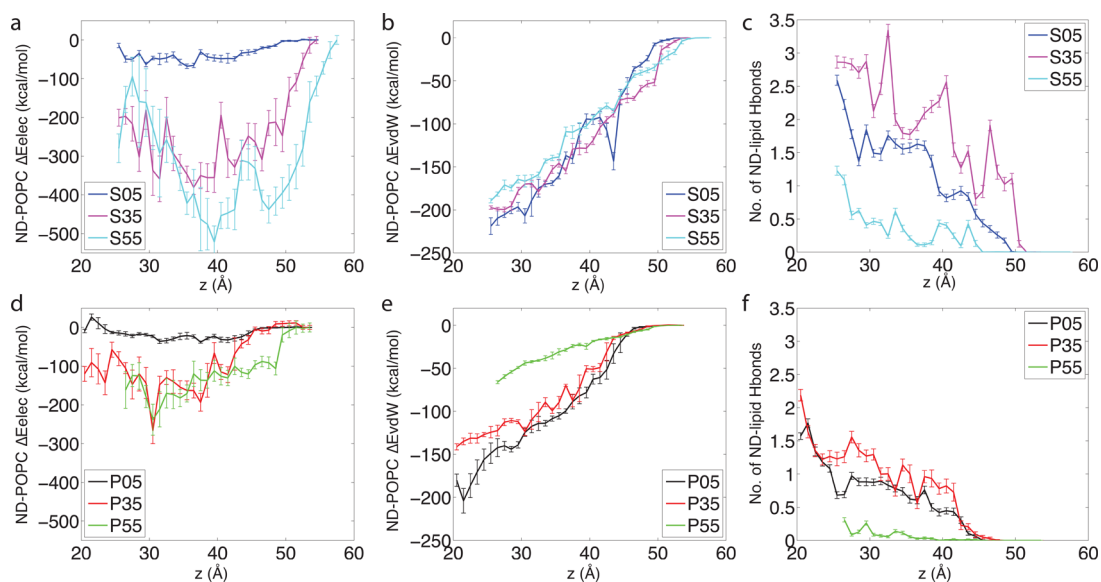 a
ND-POPC ΔEelec (kcal/mol)
0
−100
−200
−300
−400
−500
20 30 40 50 60
z (Å)
S05
S35
S55
b
ND-POPC ΔEvdW (kcal/mol)
0
−50
−100
−150
−200
−250
20 30 40 50 60
z (Å)
S05
S35
S55
c
No. of ND-lipid Hbonds
3.5
3
2.5
2
1.5
1
0.5
0
20 30 40 50 60
z (Å)
S05
S35
S55
d
ND-POPC ΔEelec (kcal/mol)
0
−100
−200
−300
−400
−500
20 30 40 50 60
z (Å)
P05
P35
P55
e
ND-POPC ΔEvdW (kcal/mol)
0
−50
−100
−150
−200
−250
20 30 40 50 60
z (Å)
P05
P35
P55
f
No. of ND-lipid Hbonds
3.5
3
2.5
2
1.5
1
0.5
0
20 30 40 50 60
z (Å)
P05
P35
P55